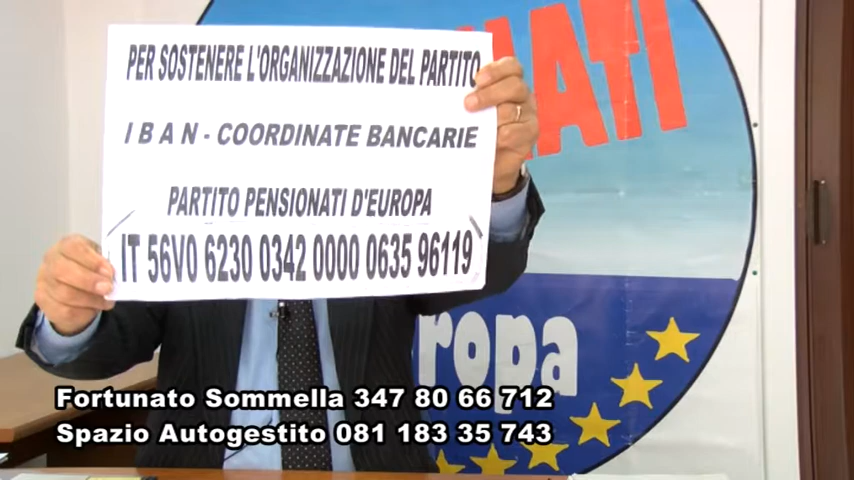 PER SOSTENERE L'ORGANIZZAZIONE DEL PARTITO
I B A N - COORDINATE BANCARIE
PARTITO PENSIONATI D'EUROPA
IT 56V0 6230 0342 0000 0635 96119
ATI
ropa
Fortunato Sommella 347 80 66 712
Spazio Autogestito 081 183 35 743